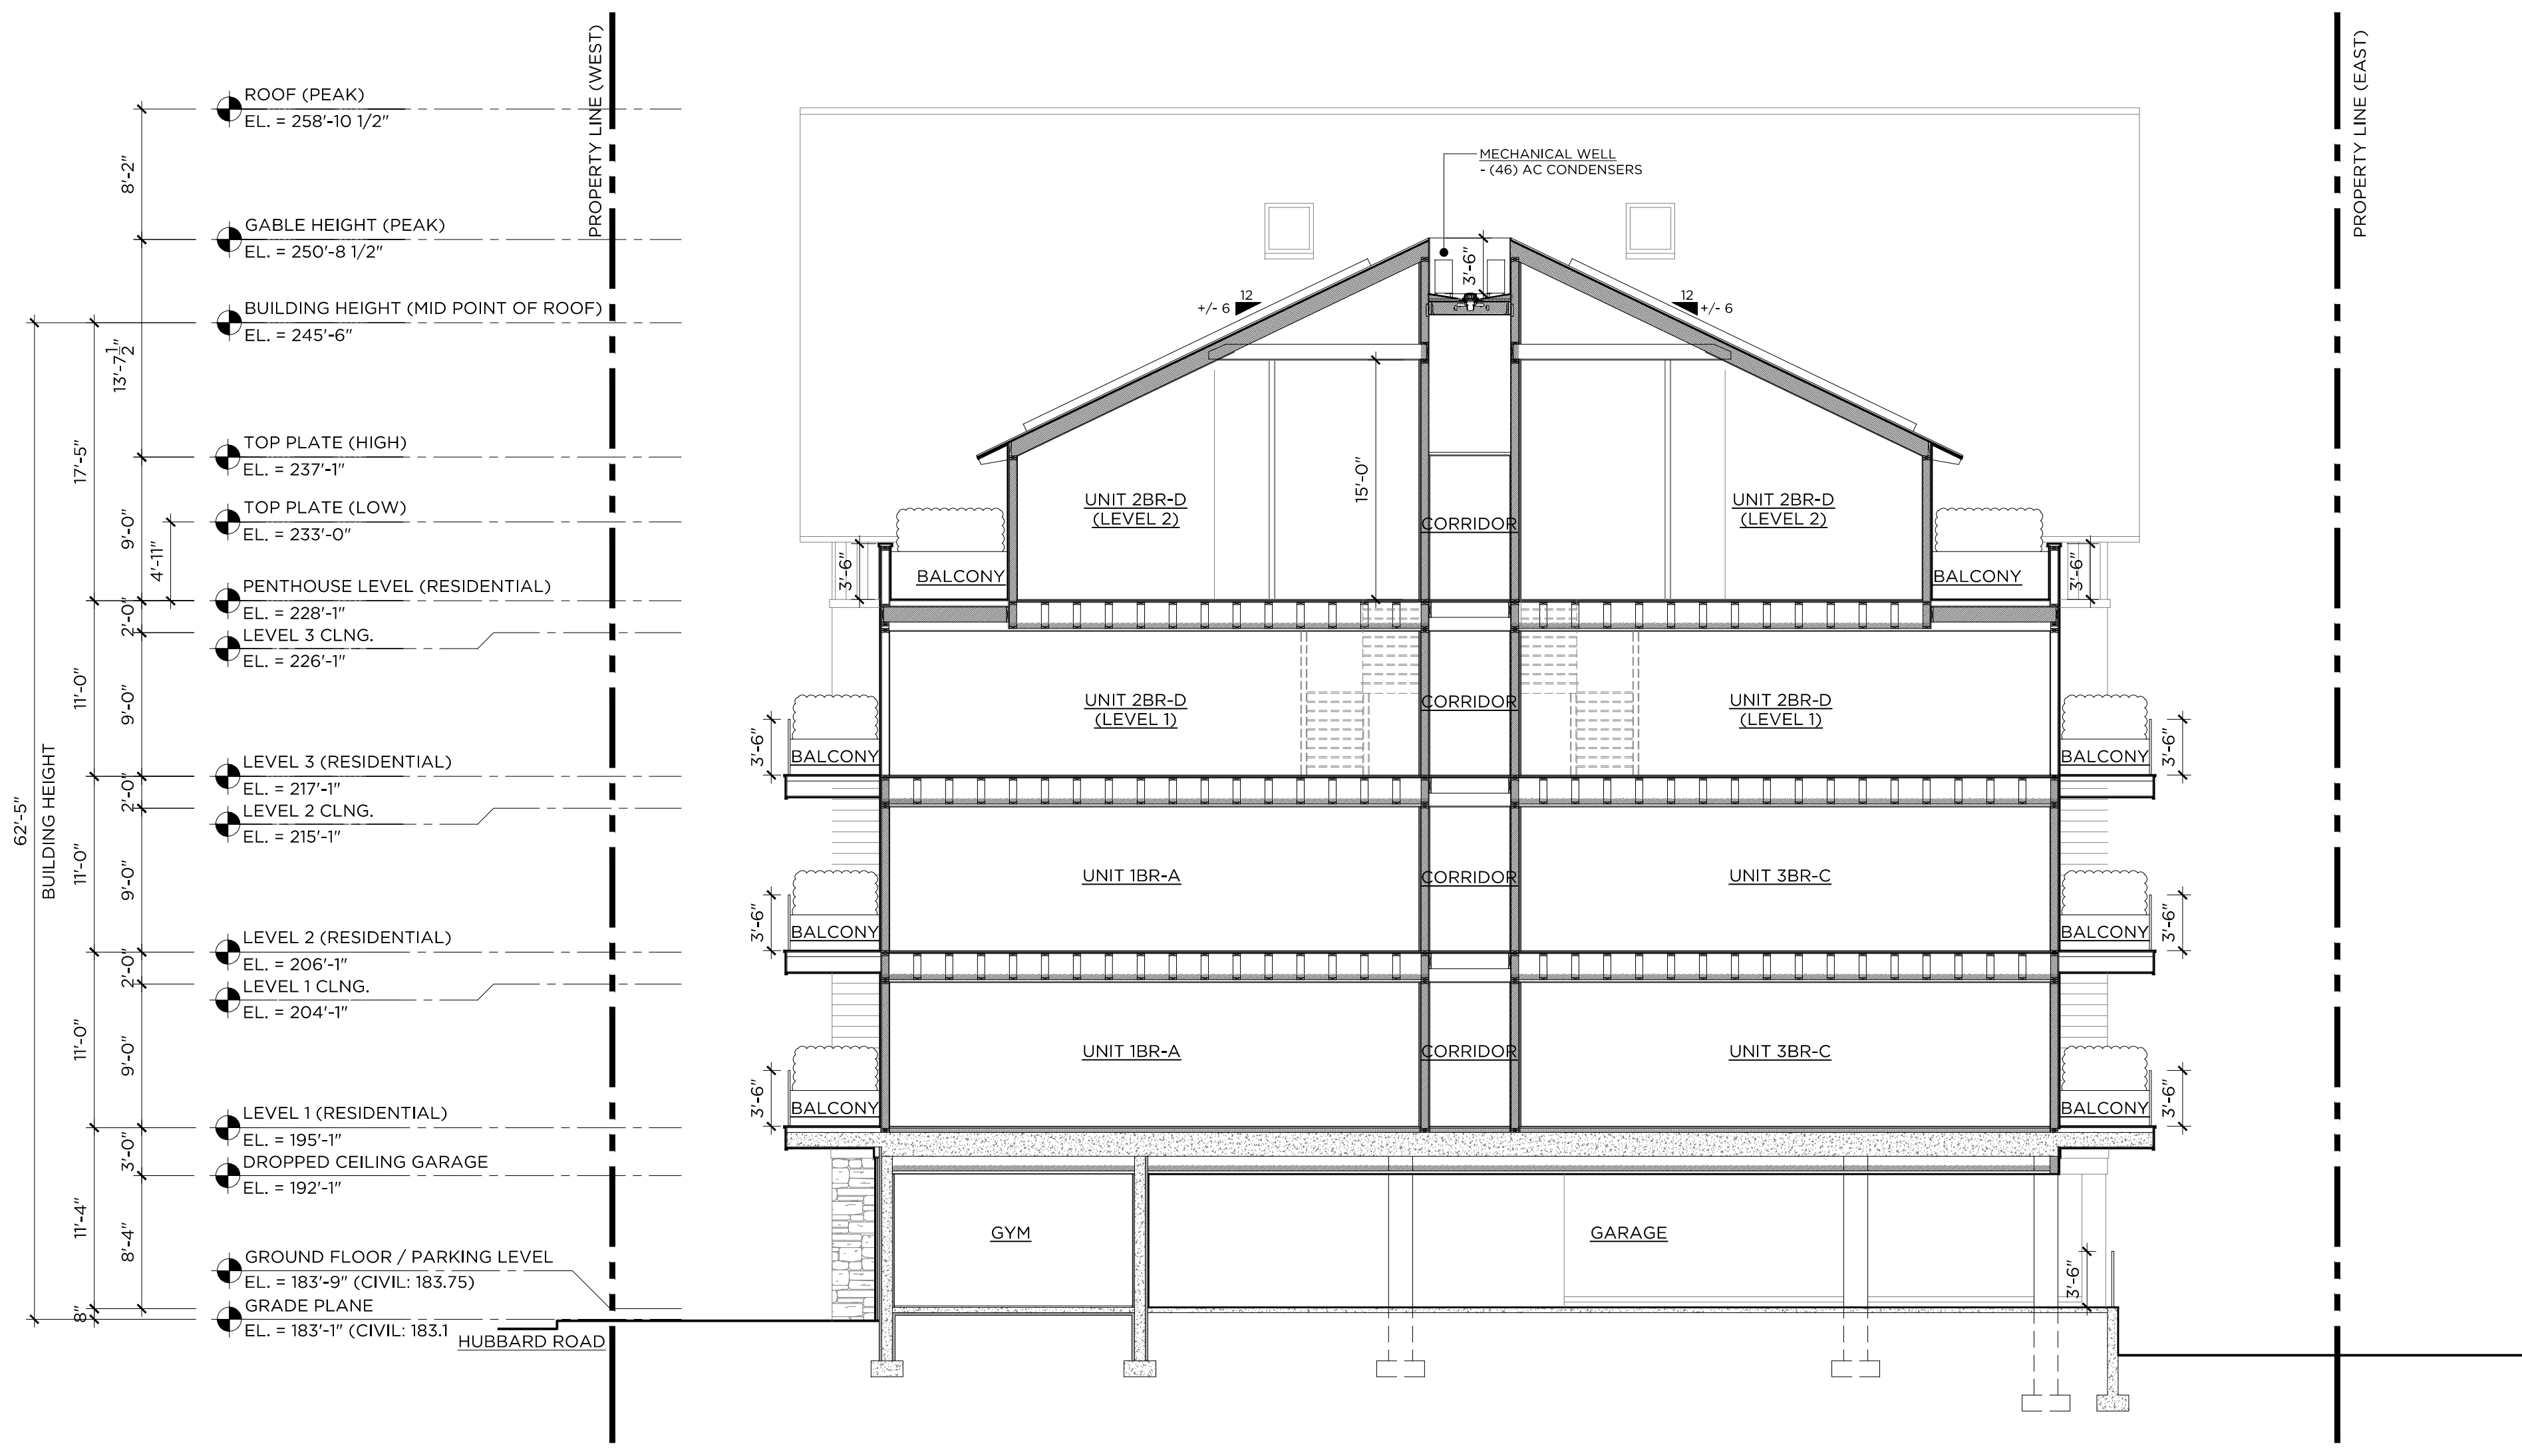 PROPERTY LINE (WEST)
PROPERTY LINE (EAST)
ROOF (PEAK)
EL. = 258'-10 1/2"
8'-2"
GABLE HEIGHT (PEAK)
EL. = 250'-8 1/2"
BUILDING HEIGHT (MID POINT OF ROOF)
EL. = 245'-6"
13'-7 1/2"
TOP PLATE (HIGH)
EL. = 237'-1"
17'-5"
TOP PLATE (LOW)
EL. = 233'-0"
9'-0"
4'-11"
PENTHOUSE LEVEL (RESIDENTIAL)
EL. = 228'-1"
2'-0"
LEVEL 3 CLNG.
EL. = 226'-1"
11'-0"
9'-0"
LEVEL 3 (RESIDENTIAL)
EL. = 217'-1"
2'-0"
LEVEL 2 CLNG.
EL. = 215'-1"
62'-5"
BUILDING HEIGHT
11'-0"
9'-0"
LEVEL 2 (RESIDENTIAL)
EL. = 206'-1"
2'-0"
LEVEL 1 CLNG.
EL. = 204'-1"
11'-0"
9'-0"
LEVEL 1 (RESIDENTIAL)
EL. = 195'-1"
3'-0"
DROPPED CEILING GARAGE
EL. = 192'-1"
11'-4"
8'-4"
GROUND FLOOR / PARKING LEVEL
EL. = 183'-9" (CIVIL: 183.75)
8"
GRADE PLANE
EL. = 183'-1" (CIVIL: 183.1
HUBBARD ROAD
MECHANICAL WELL
- (46) AC CONDENSERS
3'-6"
12
+/- 6
12
+/- 6
15'-0"
UNIT 2BR-D
(LEVEL 2)
CORRIDOR
UNIT 2BR-D
(LEVEL 2)
3'-6"
BALCONY
BALCONY
3'-6"
UNIT 2BR-D
(LEVEL 1)
CORRIDOR
UNIT 2BR-D
(LEVEL 1)
3'-6"
BALCONY
BALCONY
3'-6"
UNIT 1BR-A
CORRIDOR
UNIT 3BR-C
3'-6"
BALCONY
BALCONY
3'-6"
UNIT 1BR-A
CORRIDOR
UNIT 3BR-C
3'-6"
BALCONY
BALCONY
3'-6"
GYM
GARAGE
3'-6"